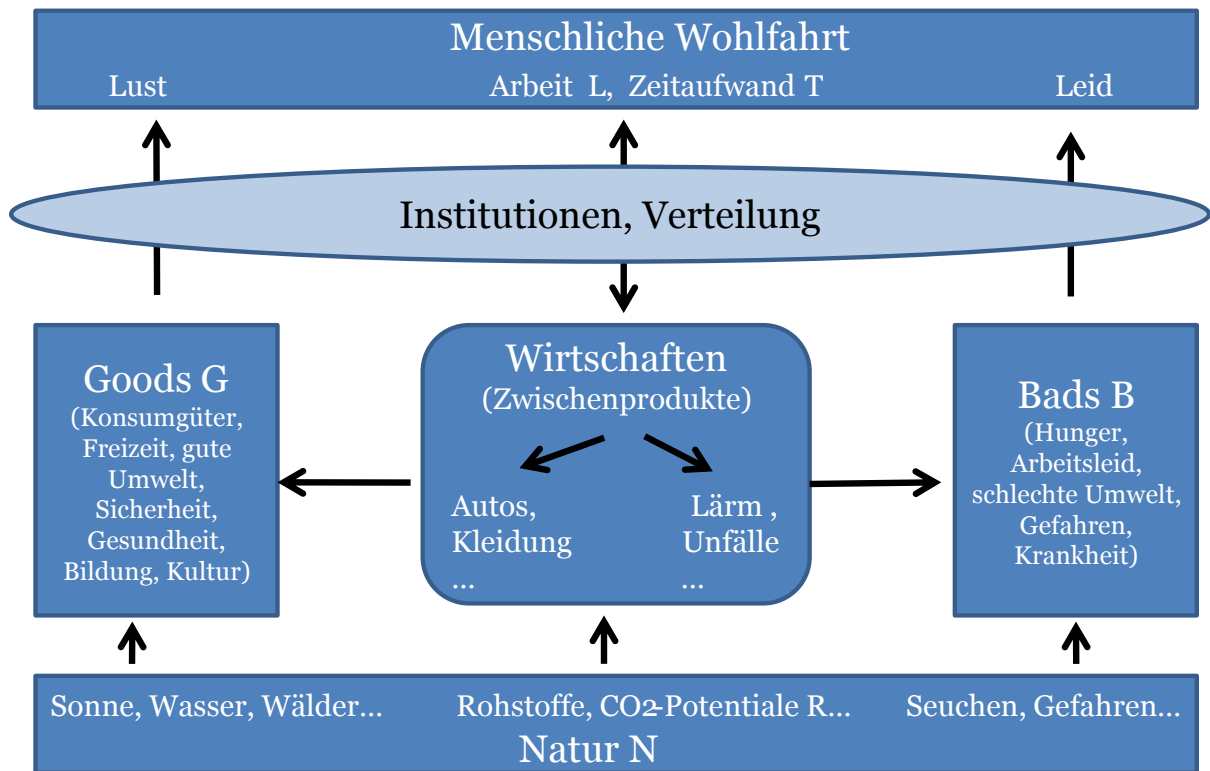 Menschliche Wohlfahrt
Lust
Arbeit L, Zeitaufwand T
Leid
Institutionen, Verteilung
Goods G
(Konsumgüter,
Freizeit, gute
Umwelt,
Sicherheit,
Gesundheit,
Bildung, Kultur)
Wirtschaften
(Zwischenprodukte)
Autos,
Kleidung
...
Lärm ,
Unfälle
...
Bads B
(Hunger,
Arbeitsleid,
schlechte Umwelt,
Gefahren,
Krankheit)
Sonne, Wasser, Wälder...
Rohstoffe, CO2-Potentiale R...
Seuchen, Gefahren...
Natur N